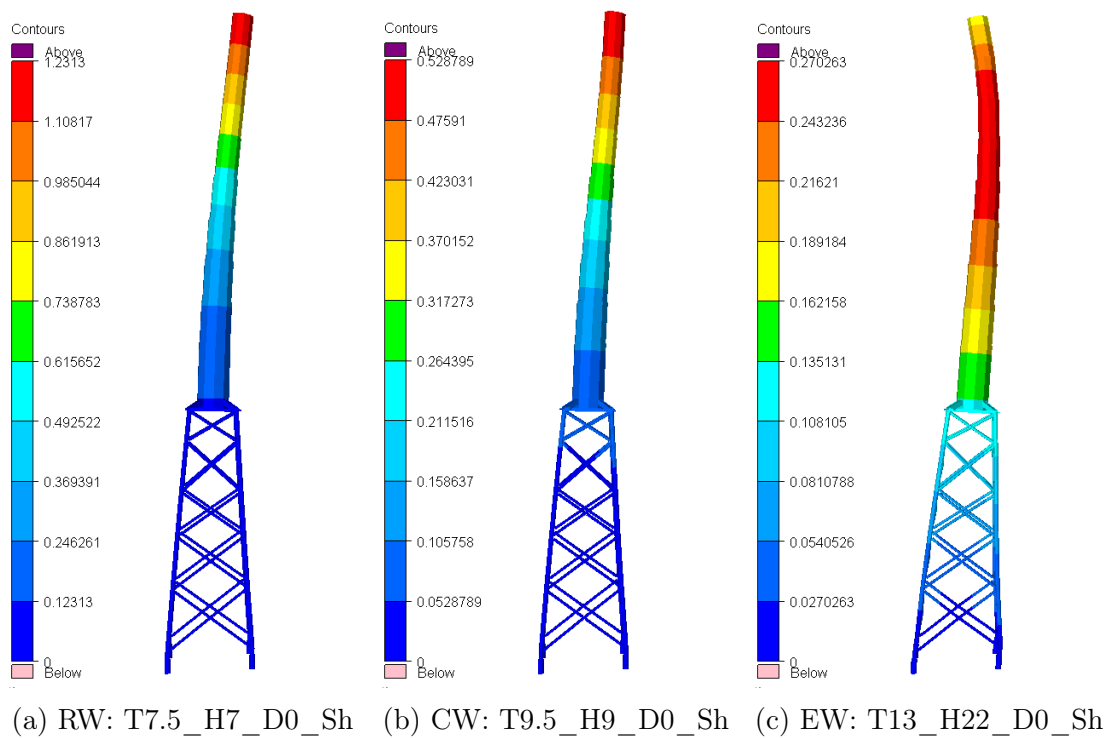 Contours
Above
1.2313
1.10817
0.985044
0.861913
0.738783
0.615652
0.492522
0.369391
0.246261
0.12313
0
Below
Contours
Above
0.528789
0.47591
0.423031
0.370152
0.317273
0.264395
0.211516
0.158637
0.105758
0.0528789
0
Below
Contours
Above
0.270263
0.243236
0.21621
0.189184
0.162158
0.135131
0.108105
0.0810788
0.0540526
0.0270263
0
Below
(a) RW: T7.5_H7_D0_Sh
(b) CW: T9.5_H9_D0_Sh
(c) EW: T13_H22_D0_Sh